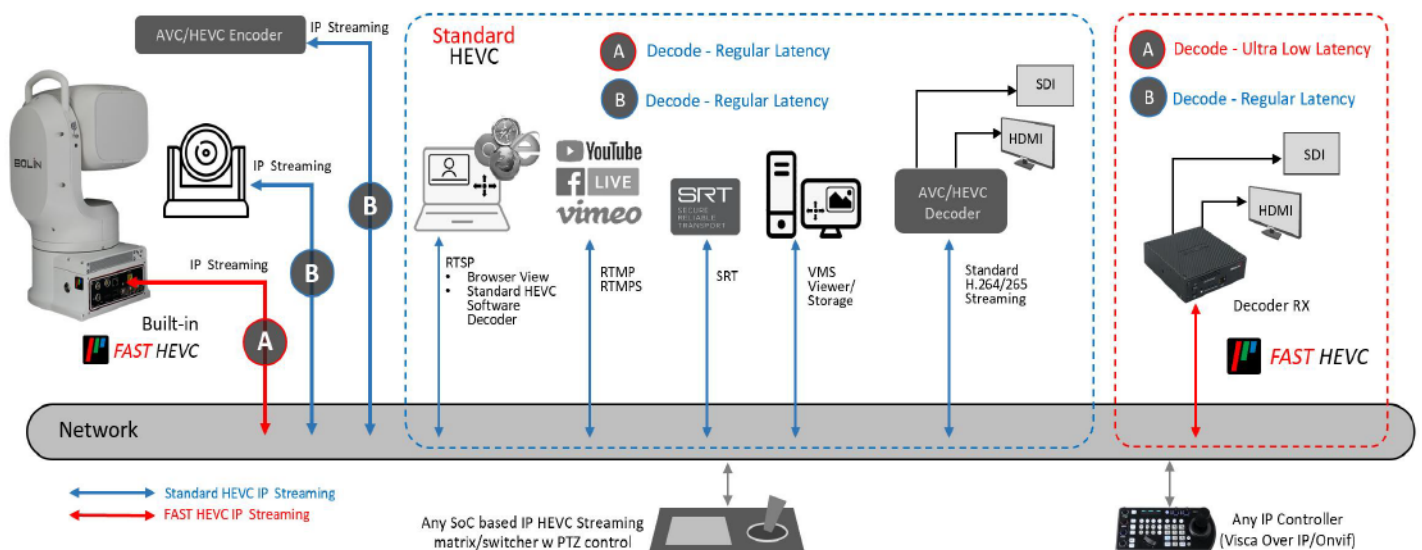 AVC/HEVC Encoder
IP Streaming
BOLIN
IP Streaming
IP Streaming
Built-in
FAST HEVC
A
B
B
Standard
HEVC
A Decode - Regular Latency
B Decode - Regular Latency
YouTube
f LIVE
vimeo
SRT
SECURE
RELIABLE
TRANSPORT
AVC/HEVC
Decoder
SDI
HDMI
RTSP
• Browser View
• Standard HEVC
Software
Decoder
RTMP
RTMPS
SRT
VMS
Viewer/
Storage
Standard
H.264/265
Streaming
A Decode - Ultra Low Latency
B Decode - Regular Latency
SDI
HDMI
Decoder RX
FAST HEVC
Network
Standard HEVC IP Streaming
FAST HEVC IP Streaming
Any SoC based IP HEVC Streaming
matrix/switcher w PTZ control
Any IP Controller
(Visca Over IP/Onvif)